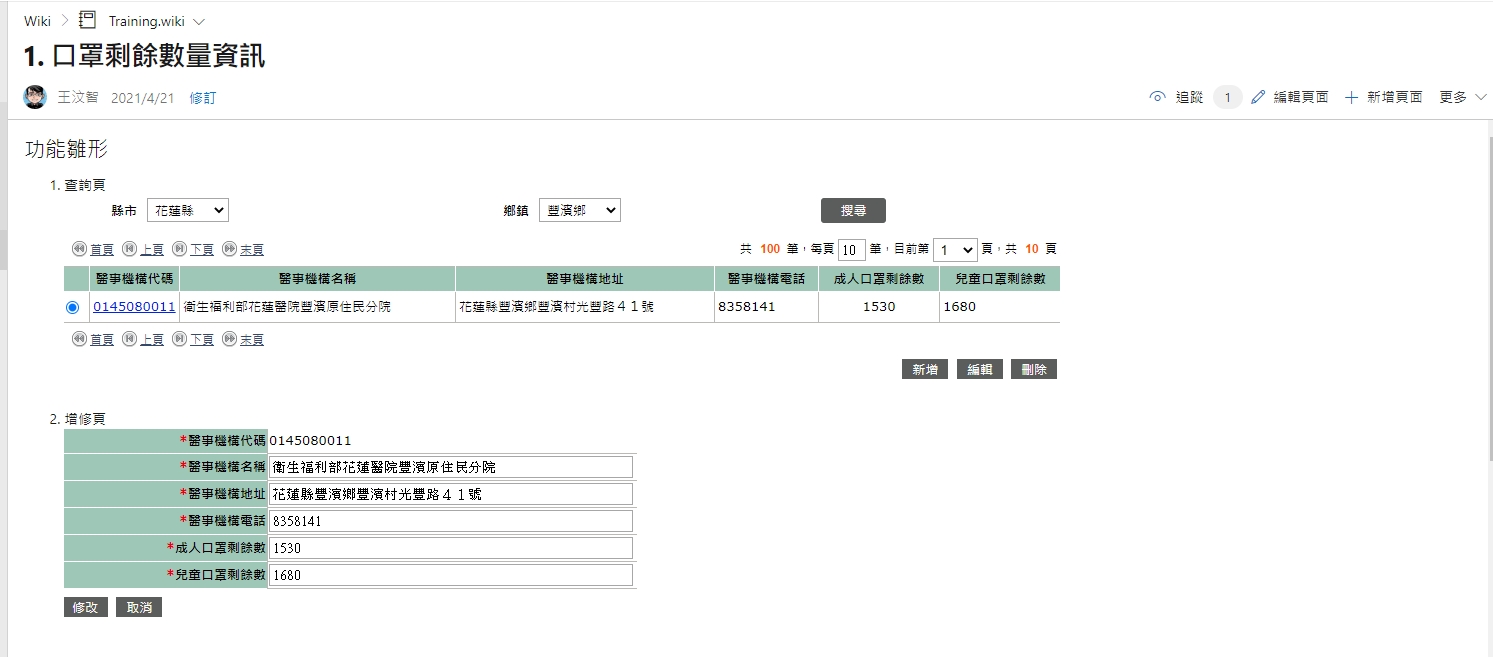 Wiki Training.wiki
1. 口罩剩餘數量資訊
王汶智 2021/4/21 修訂 追蹤 1 編輯頁面 新增頁面 更多
功能雛形
1. 查詢頁
縣市 花蓮縣 鄉鎮 豐濱鄉 搜尋
首頁 上頁 下頁 末頁 共 100 筆，每頁 10 筆，目前第 1 頁，共 10 頁
醫事機構代碼 醫事機構名稱 醫事機構地址 醫事機構電話 成人口罩剩餘數 兒童口罩剩餘數
0145080011 衛生福利部花蓮醫院豐濱原住民分院 花蓮縣豐濱鄉豐濱村光豐路４１號 8358141 1530 1680
首頁 上頁 下頁 末頁
新增 編輯 刪除
2. 增修頁
*醫事機構代碼 0145080011
*醫事機構名稱 衛生福利部花蓮醫院豐濱原住民分院
*醫事機構地址 花蓮縣豐濱鄉豐濱村光豐路４１號
*醫事機構電話 8358141
*成人口罩剩餘數 1530
*兒童口罩剩餘數 1680
修改 取消